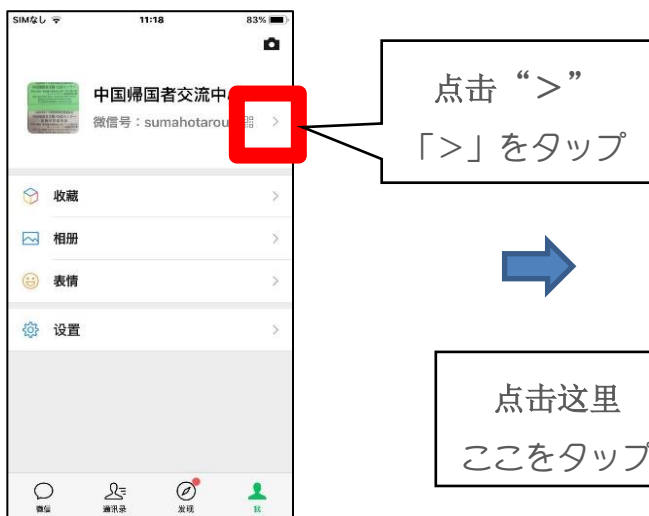 SIMなし 11:18 83%
中国帰国者交流中
微信号：sumahotarou
收藏
相册
表情
设置
微信 通讯录 发现 我
点击“>”
「>」をタップ
点击这里
ここをタップ